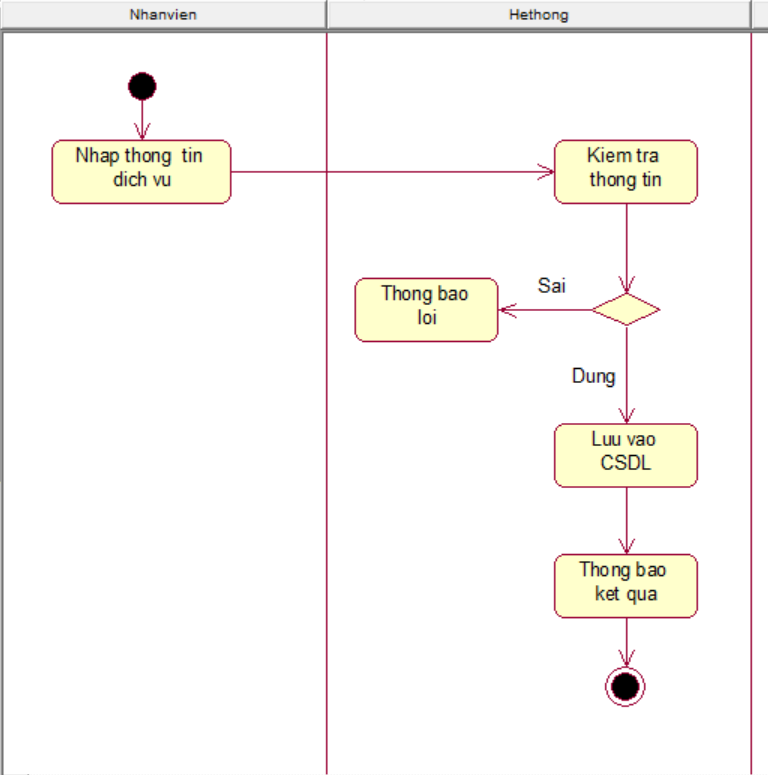 Nhanvien
Hethong
Nhap thong tin
dich vu
Kiem tra
thong tin
Sai
Thong bao
loi
Dung
Luu vao
CSDL
Thong bao
ket qua